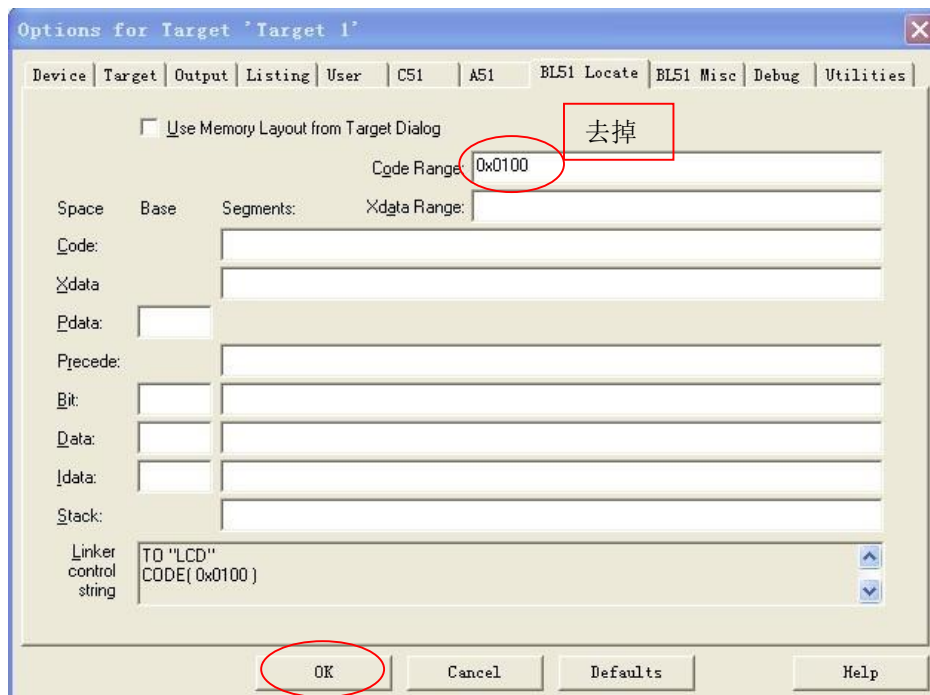 Options for Target 'Target 1'
Device Target Output Listing User C51 A51 BL51 Locate BL51 Misc Debug Utilities
Use Memory Layout from Target Dialog
去掉
Code Range: 0x0100
Space Base Segments: Xdata Range:
Code:
Xdata
Pdata:
Precede:
Bit:
Data:
Idata:
Stack:
Linker control string
TO "LCD"
CODE( 0x0100 )
OK Cancel Defaults Help